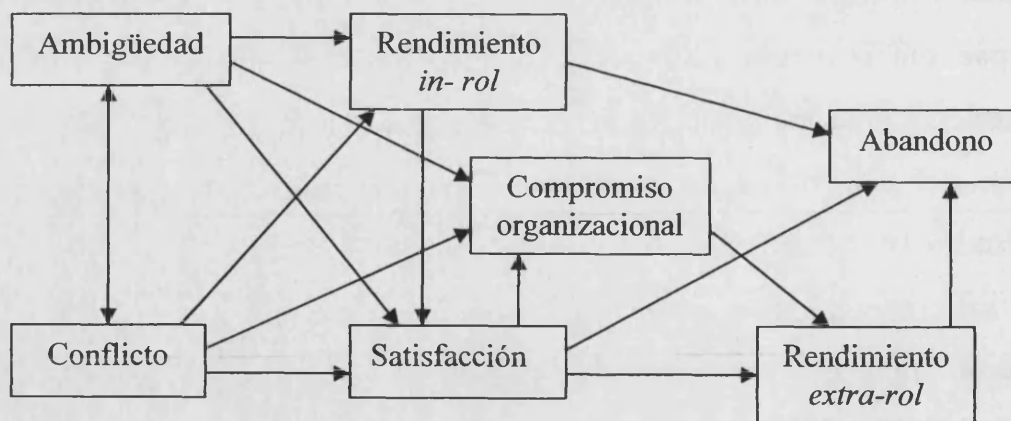 Ambigüedad
Rendimiento
in- rol
Abandono
Compromiso
organizacional
Conflicto
Satisfacción
Rendimiento
extra-rol